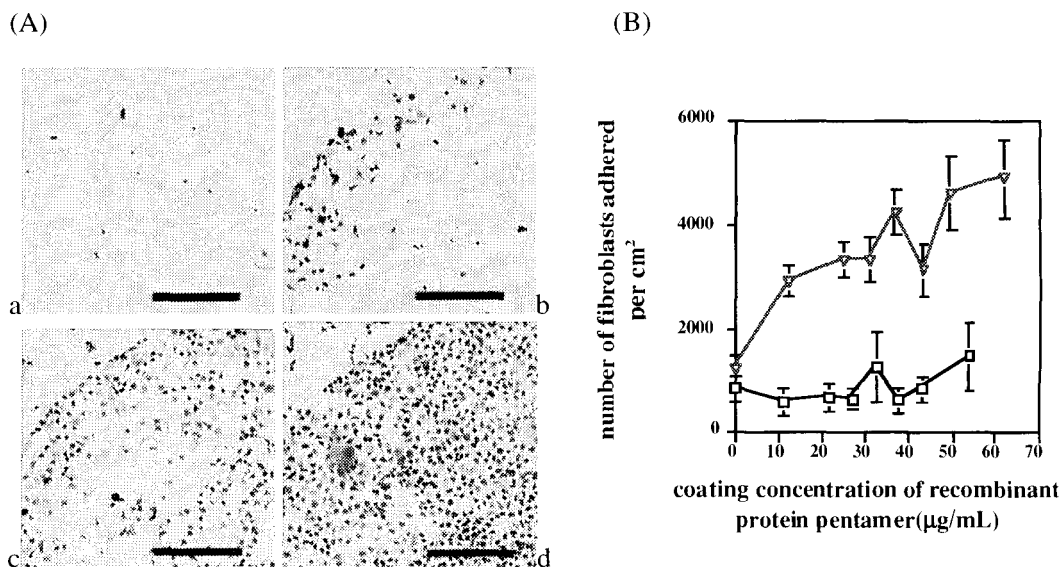 (A)
(B)
a
b
c
d
6000
4000
2000
0
0 10 20 30 40 50 60 70
number of fibroblasts adhered
per cm²
coating concentration of recombinant
protein pentamer(µg/mL)